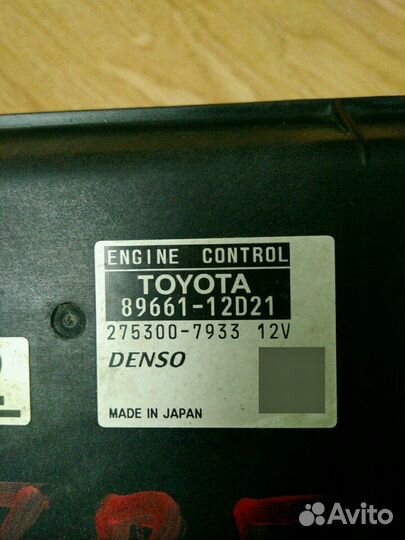 ENGINE CONTROL
TOYOTA
89661-12D21
275300-7933 12V
DENSO
MADE IN JAPAN
Avito